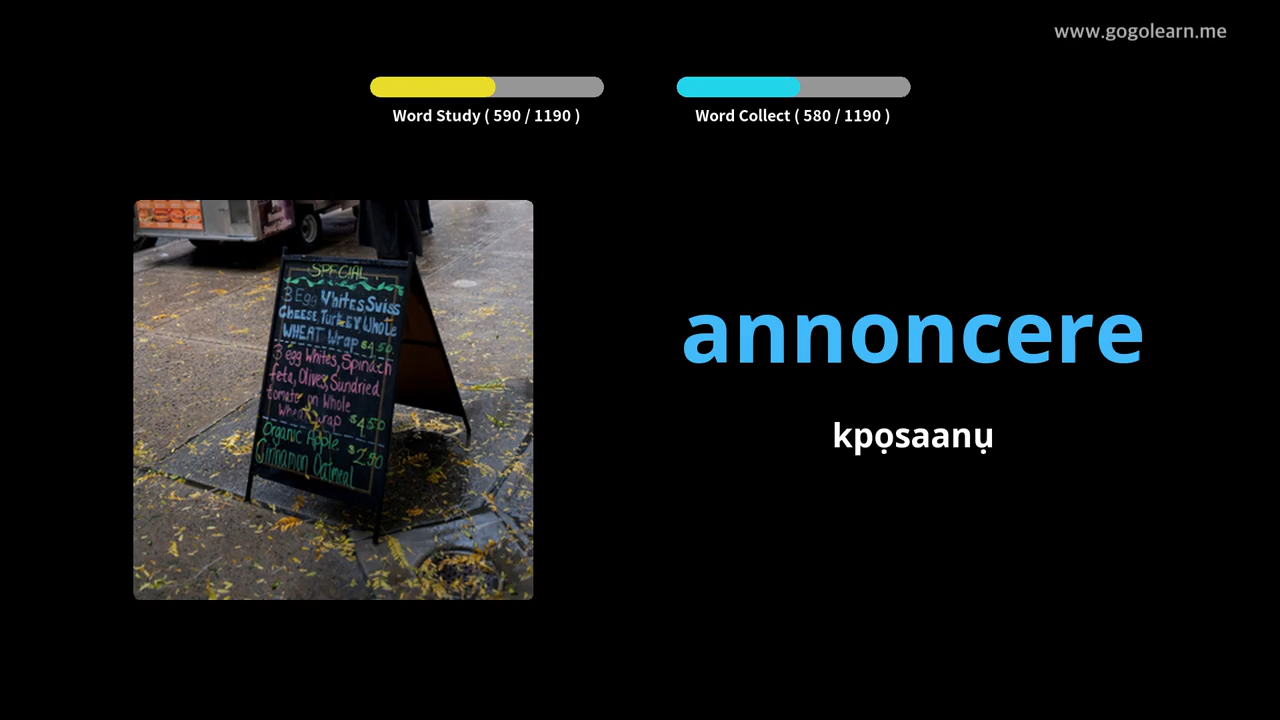 www.gogolearn.me
Word Study ( 590 / 1190 )
Word Collect ( 580 / 1190 )
SPECIAL
3 Egg Whites, Swiss
Cheese, Turkey Whole
WHEAT Wrap $4.50
3 egg Whites, Spinach
feta, Olives, Sundried
tomato on Whole
Wheat Wrap $4.50
Organic Apple
Cinnamon Oatmeal $2.50
annoncere
kpọsaanụ